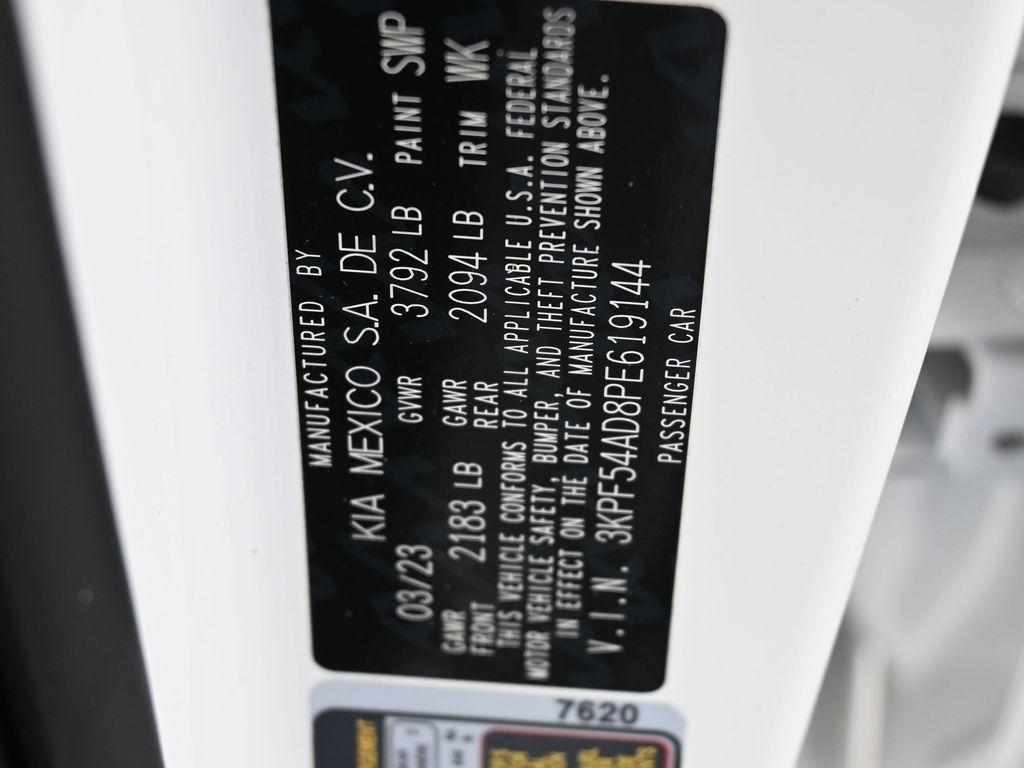 MANUFACTURED BY
KIA MEXICO S.A. DE C.V.
03/23 GVWR 3792 LB PAINT SWP
GAWR FRONT 2183 LB GAWR REAR 2094 LB TRIM WK
THIS VEHICLE CONFORMS TO ALL APPLICABLE U.S.A. FEDERAL
MOTOR VEHICLE SAFETY, BUMPER, AND THEFT PREVENTION STANDARDS
IN EFFECT ON THE DATE OF MANUFACTURE SHOWN ABOVE.
V.I.N. 3KPF54AD8PE619144
PASSENGER CAR
7620